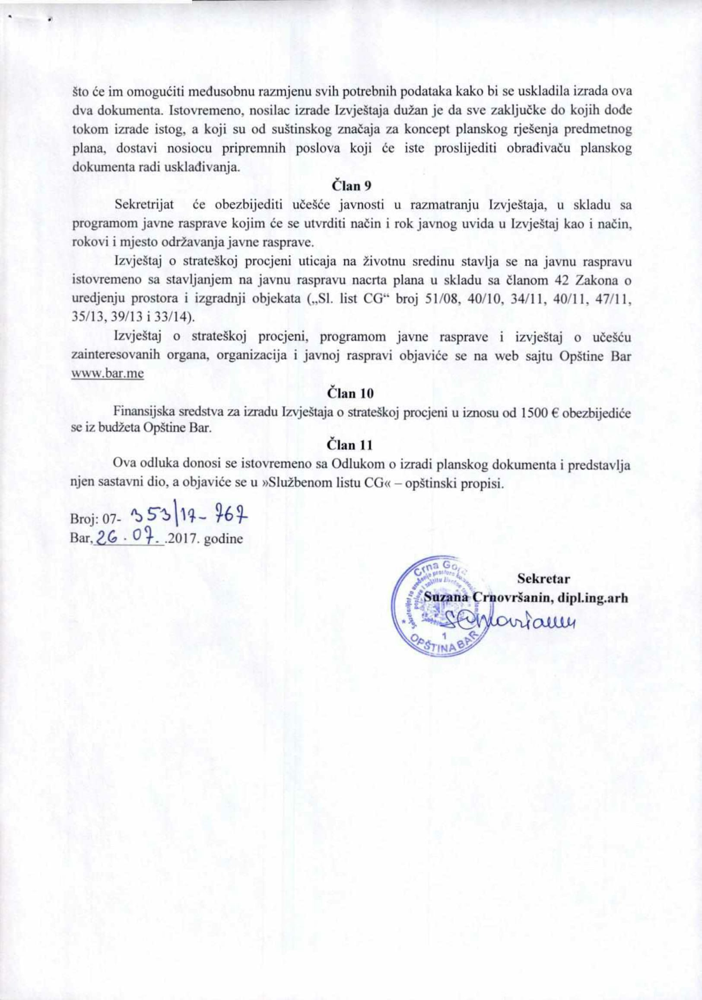 što će im omogućiti međusobnu razmjenu svih potrebnih podataka kako bi se uskladila izrada ova
dva dokumenta. Istovremeno, nosilac izrade Izvještaja dužan je da sve zaključke do kojih dođe
tokom izrade istog, a koji su od suštinskog značaja za koncept planskog rješenja predmetnog
plana, dostavi nosiocu pripremnih poslova koji će iste proslijediti obrađivaču planskog
dokumenta radi usklađivanja.
Član 9
Sekretrijat će obezbijediti učešće javnosti u razmatranju Izvještaja, u skladu sa
programom javne rasprave kojim će se utvrditi način i rok javnog uvida u Izvještaj kao i način,
rokovi i mjesto održavanja javne rasprave.
Izvještaj o strateškoj procjeni uticaja na životnu sredinu stavlja se na javnu raspravu
istovremeno sa stavljanjem na javnu raspravu nacrta plana u skladu sa članom 42 Zakona o
uredjenju prostora i izgradnji objekata („Sl. list CG“ broj 51/08, 40/10, 34/11, 40/11, 47/11,
35/13, 39/13 i 33/14).
Izvještaj o strateškoj procjeni, programom javne rasprave i izvještaj o učešću
zainteresovanih organa, organizacija i javnoj raspravi objaviće se na web sajtu Opštine Bar
www.bar.me
Član 10
Finansijska sredstva za izradu Izvještaja o strateškoj procjeni u iznosu od 1500 € obezbijediće
se iz budžeta Opštine Bar.
Član 11
Ova odluka donosi se istovremeno sa Odlukom o izradi planskog dokumenta i predstavlja
njen sastavni dio, a objaviće se u »Službenom listu CG« – opštinski propisi.
Broj: 07- 353/17-767
Bar, 26.07. .2017. godine
Sekretar
Suzana Crnovršanin, dipl.ing.arh
Crna Gora
Sekretarijat za uređenje prostora
poslove i zaštitu životne
1
OPŠTINA BAR